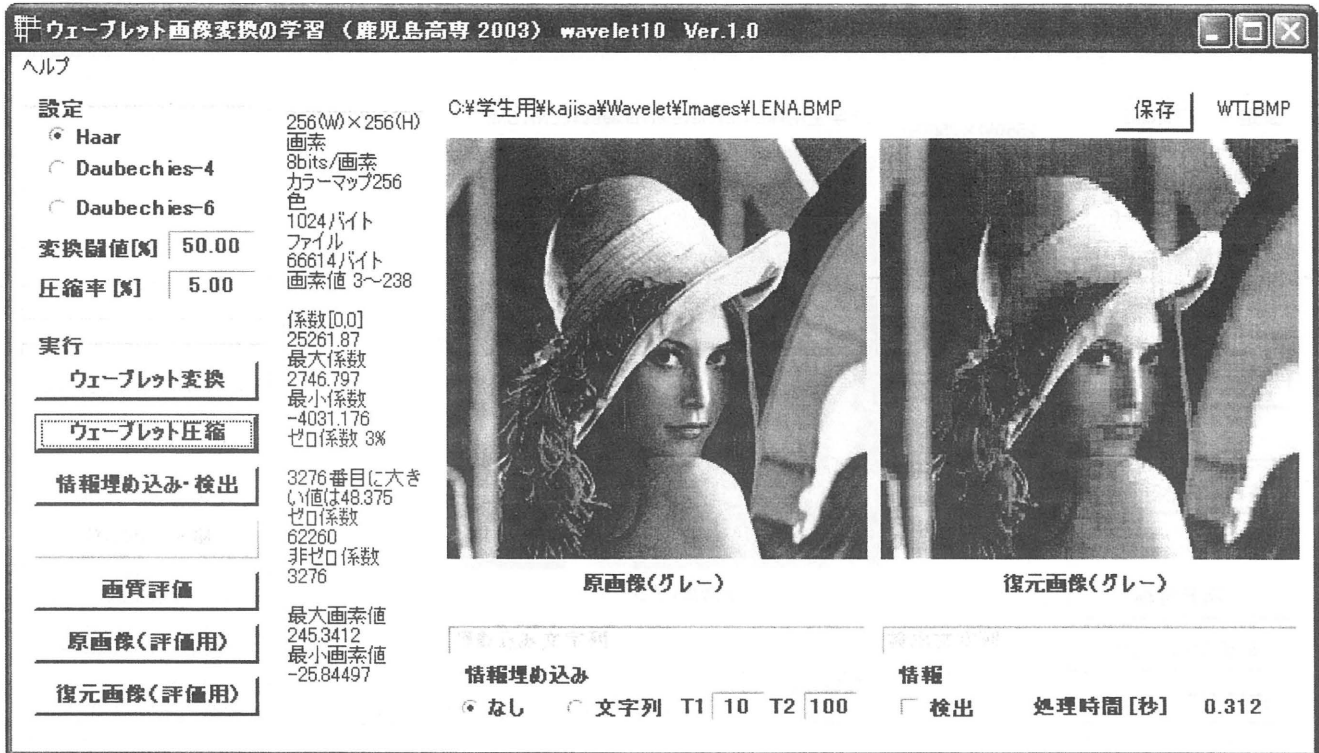 ウェーブレット画像変換の学習 (鹿児島高専 2003) wavelet10 Ver.1.0
ヘルプ
設定
Haar
Daubechies-4
Daubechies-6
変換閾値[%] 50.00
圧縮率[%] 5.00
実行
ウェーブレット変換
ウェーブレット圧縮
情報埋め込み・検出
画質評価
原画像(評価用)
復元画像(評価用)
256(W)×256(H)
画素
8bits/画素
カラーマップ256
色
1024バイト
ファイル
66614バイト
画素値 3~238
係数[0,0]
25261.87
最大係数
2746.797
最小係数
-4031.176
ゼロ係数 3%
3276番目に大き
い値は48.375
ゼロ係数
62260
非ゼロ係数
3276
最大画素値
245.3412
最小画素値
-25.84497
C:¥学生用¥kajisa¥Wavelet¥Images¥LENA.BMP
保存 WTI.BMP
原画像(グレー)
復元画像(グレー)
情報埋め込み
なし 文字列 T1 10 T2 100
情報
検出 処理時間[秒] 0.312